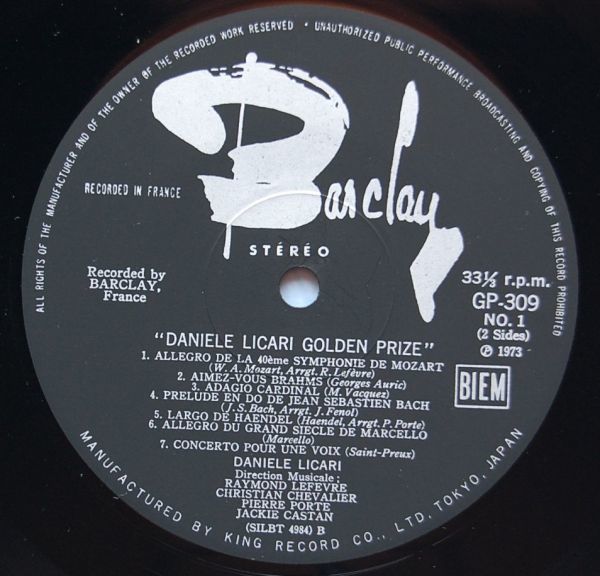 ALL RIGHTS OF THE MANUFACTURER AND OF THE OWNER OF THE RECORDED WORK RESERVED · UNAUTHORIZED PUBLIC PERFORMANCE BROADCASTING AND COPYING OF THIS RECORD PROHIBITED
Barclay
RECORDED IN FRANCE
STÉRÉO
Recorded by
BARCLAY,
France
33⅓ r.p.m.
GP-309
NO. 1
(2 Sides)
℗ 1973
BIEM
"DANIELE LICARI GOLDEN PRIZE"
1. ALLEGRO DE LA 40ème SYMPHONIE DE MOZART
(W. A. Mozart, Arrgt. R. Lefèvre)
2. AIMEZ-VOUS BRAHMS (Georges Auric)
3. ADAGIO CARDINAL (M. Vacquez)
4. PRELUDE EN DO DE JEAN SEBASTIEN BACH
(J. S. Bach, Arrgt. J. Fenol)
5. LARGO DE HAENDEL (Haendel, Arrgt. P. Porte)
6. ALLEGRO DU GRAND SIECLE DE MARCELLO
(Marcello)
7. CONCERTO POUR UNE VOIX (Saint-Preux)
DANIELE LICARI
Direction Musicale:
RAYMOND LEFEVRE
CHRISTIAN CHEVALIER
PIERRE PORTE
JACKIE CASTAN
(SILBT 4984) B
MANUFACTURED BY KING RECORD CO., LTD. TOKYO, JAPAN